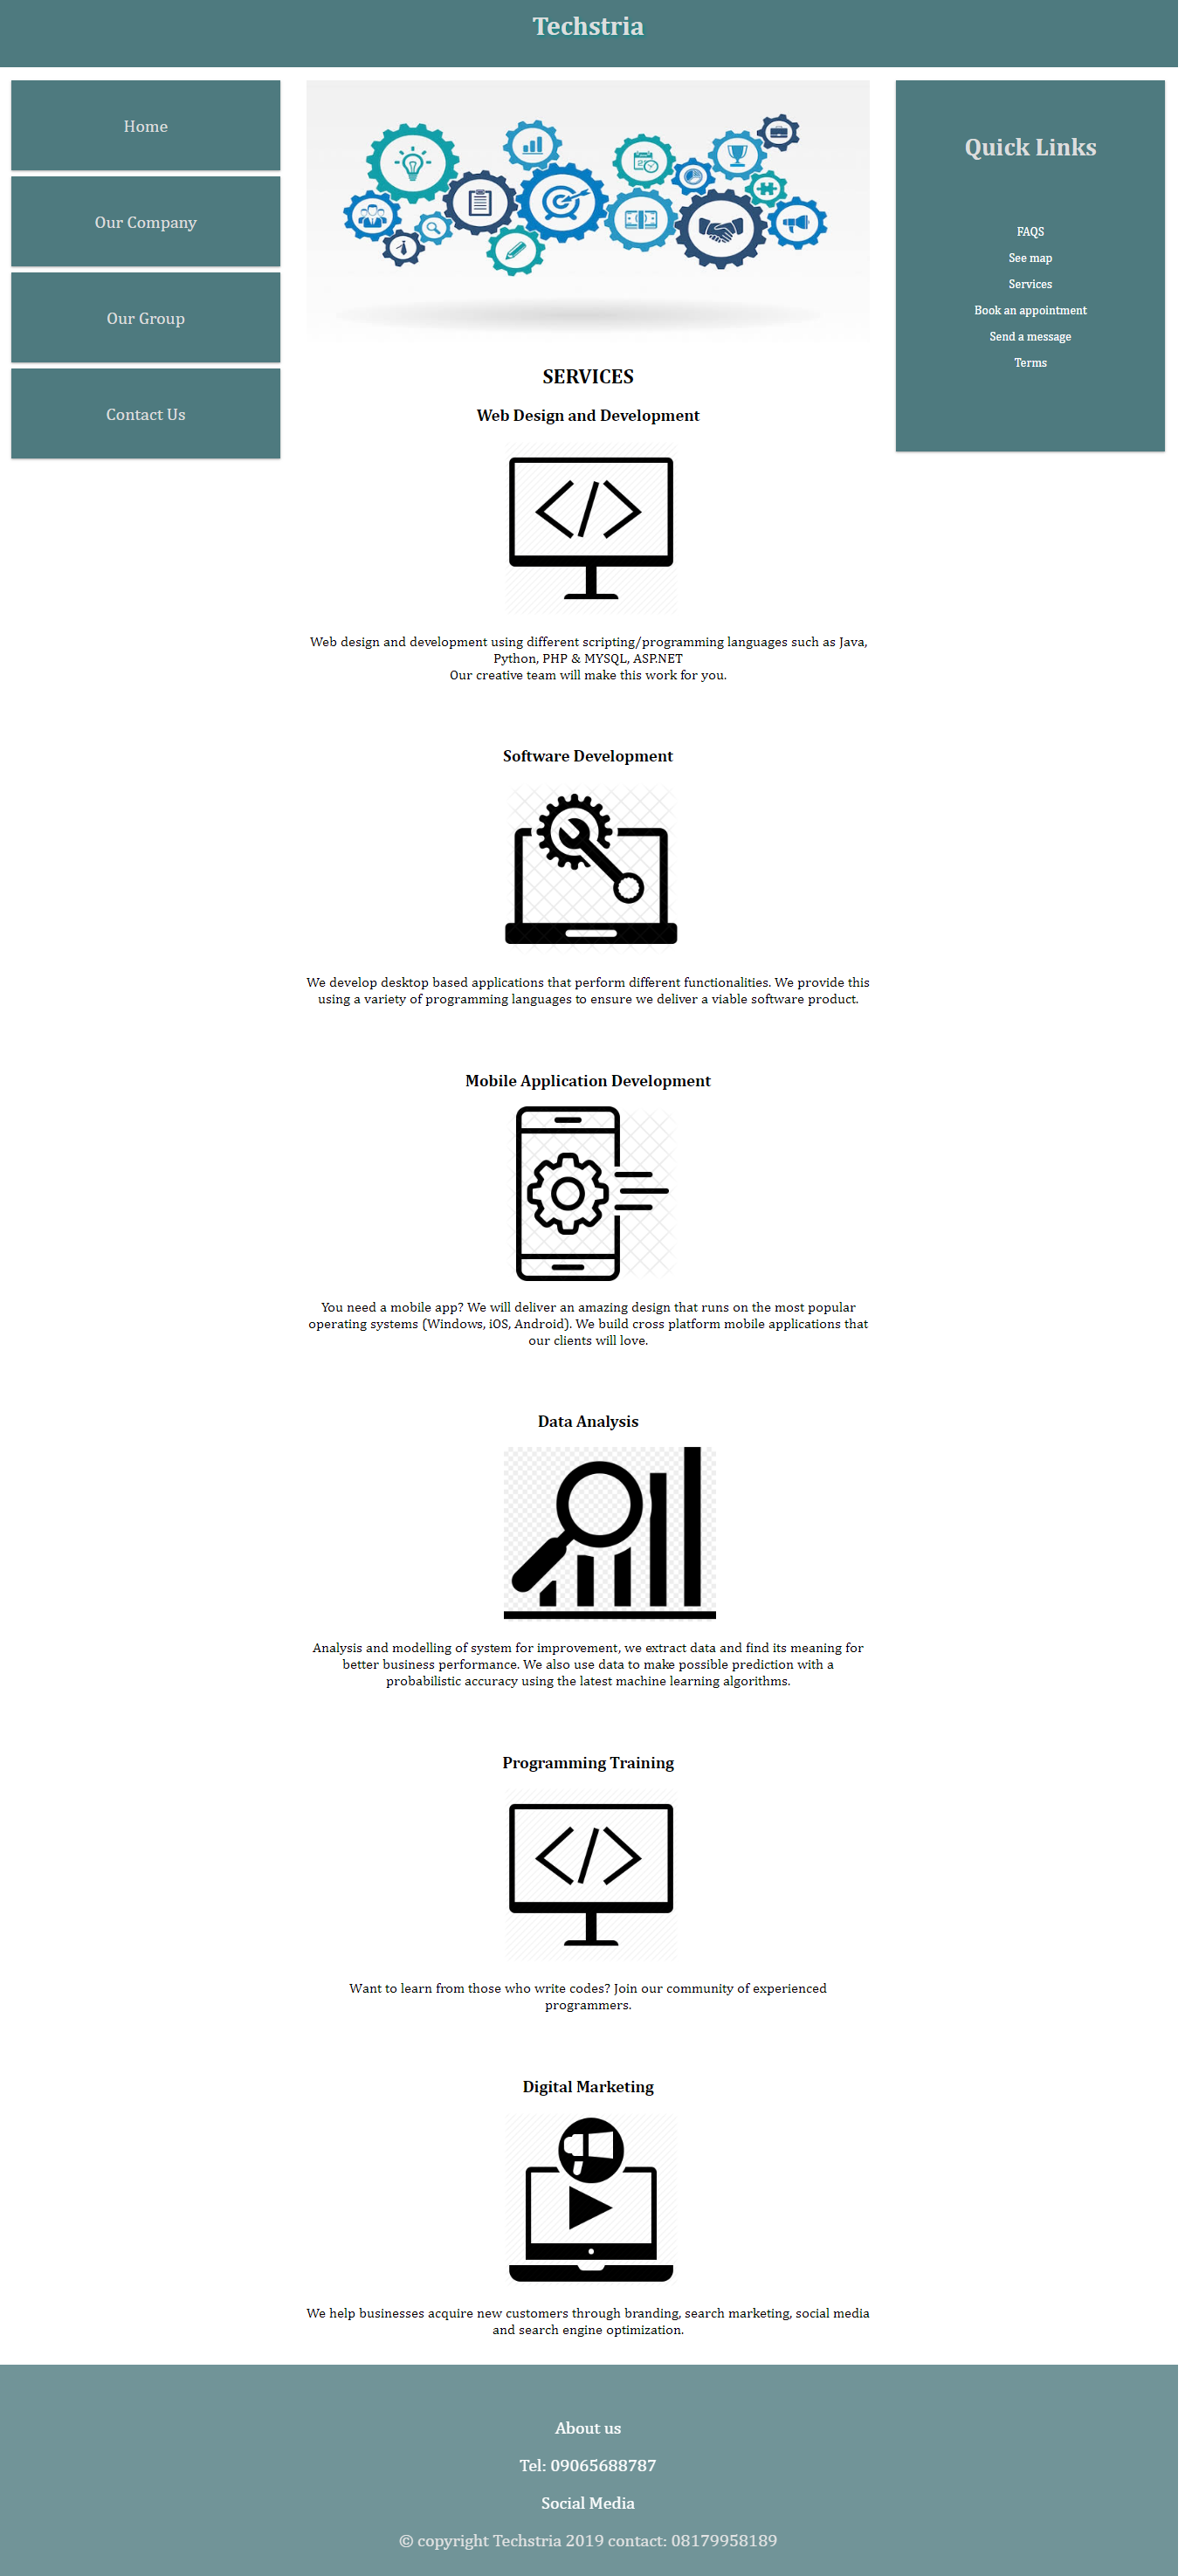 Techstria
Home
Our Company
Our Group
Contact Us
Quick Links
FAQS
See map
Services
Book an appointment
Send a message
Terms
SERVICES
Web Design and Development
Web design and development using different scripting/programming languages such as Java,
Python, PHP & MYSQL, ASP.NET
Our creative team will make this work for you.
Software Development
We develop desktop based applications that perform different functionalities. We provide this
using a variety of programming languages to ensure we deliver a viable software product.
Mobile Application Development
You need a mobile app? We will deliver an amazing design that runs on the most popular
operating systems (Windows, iOS, Android). We build cross platform mobile applications that
our clients will love.
Data Analysis
Analysis and modelling of system for improvement, we extract data and find its meaning for
better business performance. We also use data to make possible prediction with a
probabilistic accuracy using the latest machine learning algorithms.
Programming Training
Want to learn from those who write codes? Join our community of experienced
programmers.
Digital Marketing
We help businesses acquire new customers through branding, search marketing, social media
and search engine optimization.
About us
Tel: 09065688787
Social Media
© copyright Techstria 2019 contact: 08179958189